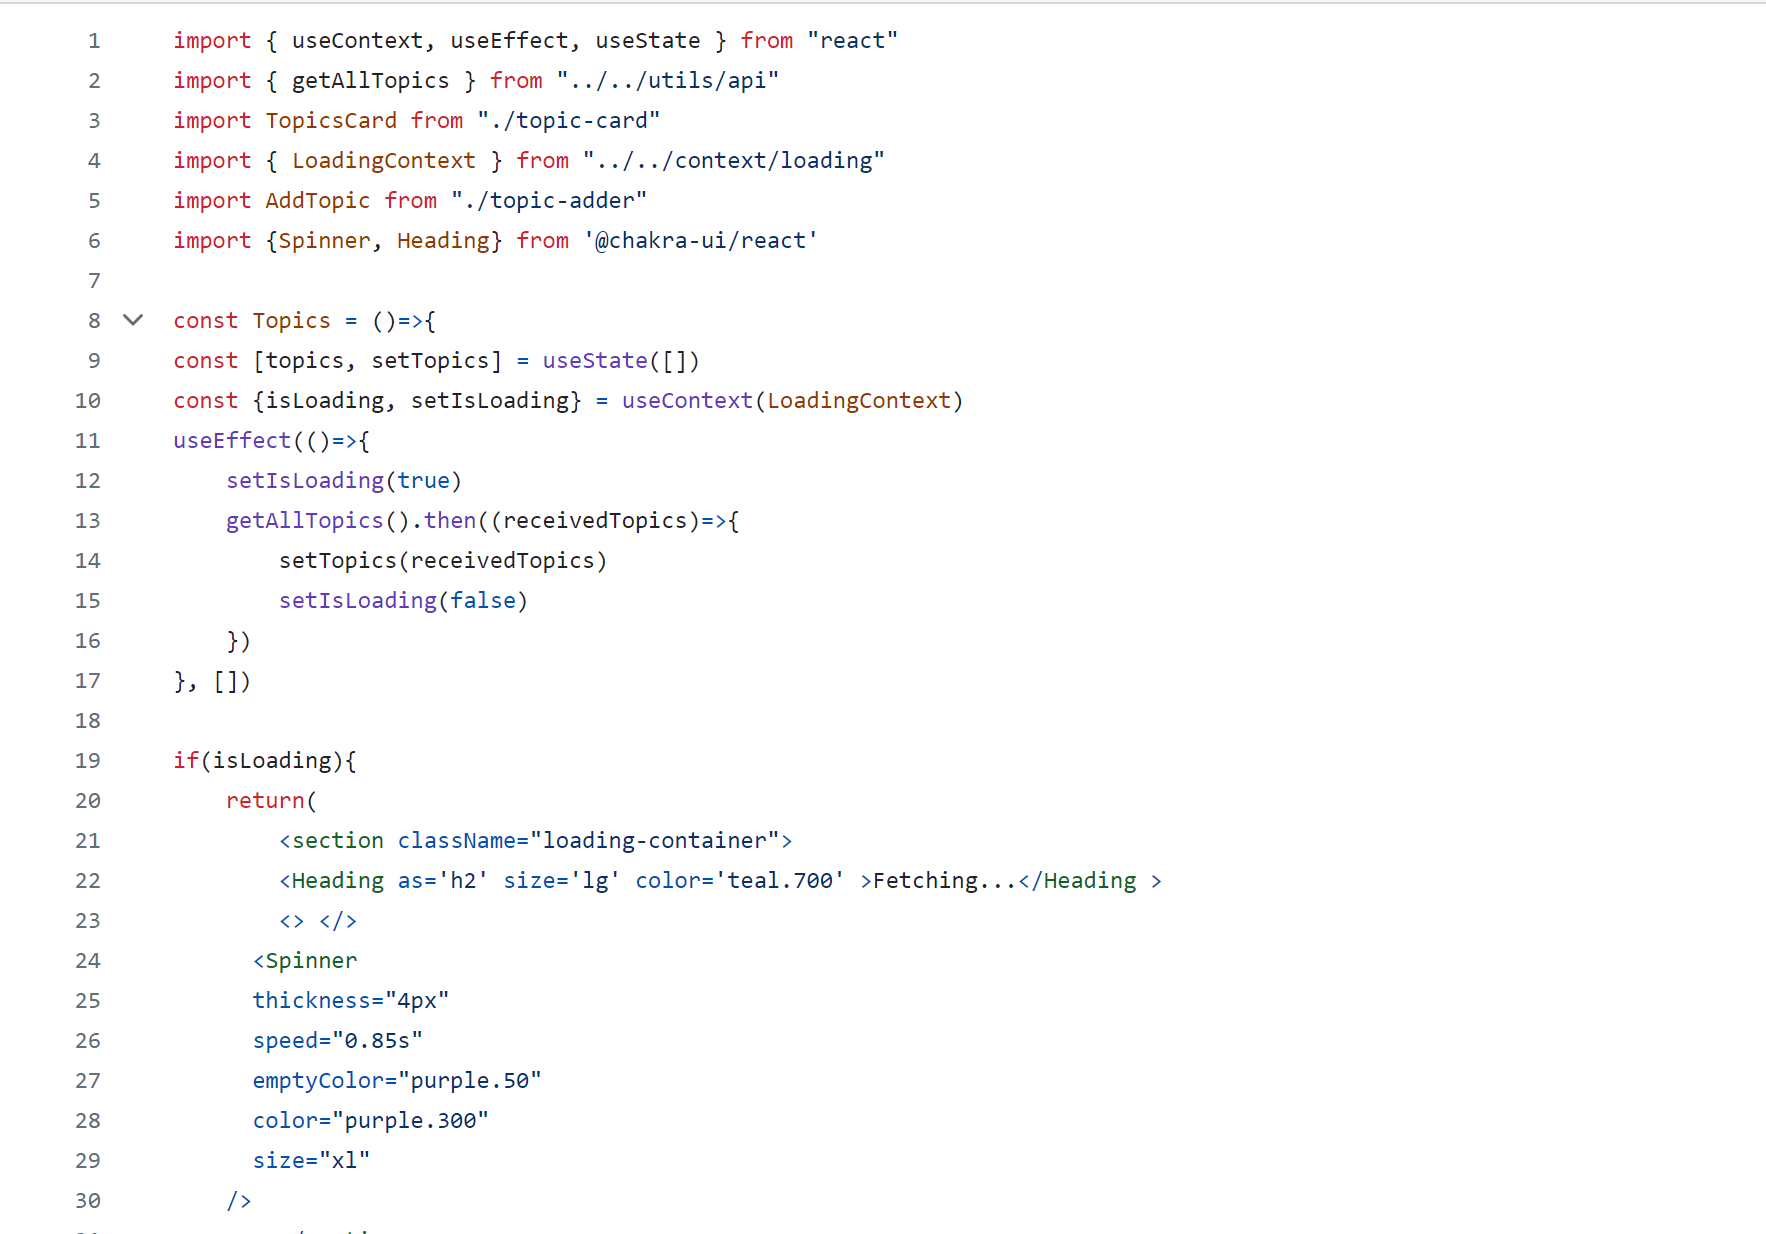 1 import { useContext, useEffect, useState } from "react"
2 import { getAllTopics } from "../../utils/api"
3 import TopicsCard from "./topic-card"
4 import { LoadingContext } from "../../context/loading"
5 import AddTopic from "./topic-adder"
6 import {Spinner, Heading} from '@chakra-ui/react'
7
8 const Topics = ()=>{
9 const [topics, setTopics] = useState([])
10 const {isLoading, setIsLoading} = useContext(LoadingContext)
11 useEffect(()=>{
12     setIsLoading(true)
13     getAllTopics().then((receivedTopics)=>{
14         setTopics(receivedTopics)
15         setIsLoading(false)
16     })
17 }, [])
18
19 if(isLoading){
20     return(
21         <section className="loading-container">
22         <Heading as='h2' size='lg' color='teal.700' >Fetching...</Heading >
23         <> </>
24       <Spinner
25       thickness="4px"
26       speed="0.85s"
27       emptyColor="purple.50"
28       color="purple.300"
29       size="xl"
30     />